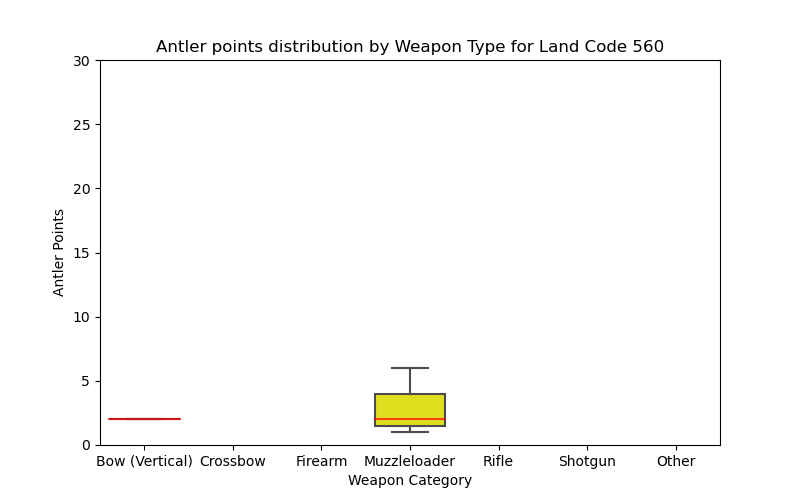 Antler points distribution by Weapon Type for Land Code 560
30
25
20
15
10
5
0
Antler Points
Bow (Vertical) Crossbow Firearm Muzzleloader Rifle Shotgun Other
Weapon Category